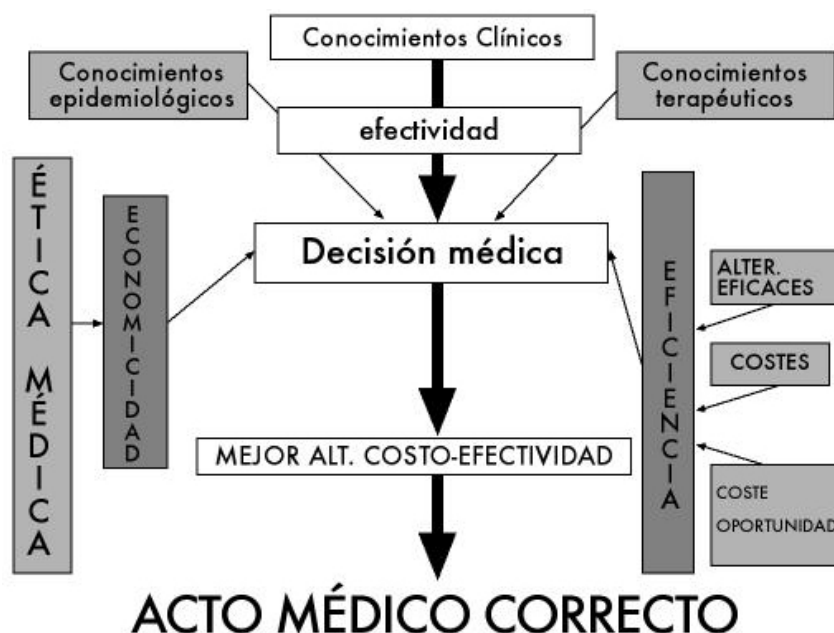 Conocimientos Clínicos
Conocimientos
epidemiológicos
Conocimientos
terapéuticos
efectividad
ÉTICA MÉDICA
ECONOMICIDAD
Decisión médica
EFICIENCIA
ALTER.
EFICACES
COSTES
MEJOR ALT. COSTO-EFECTIVIDAD
COSTE
OPORTUNIDAD
ACTO MÉDICO CORRECTO